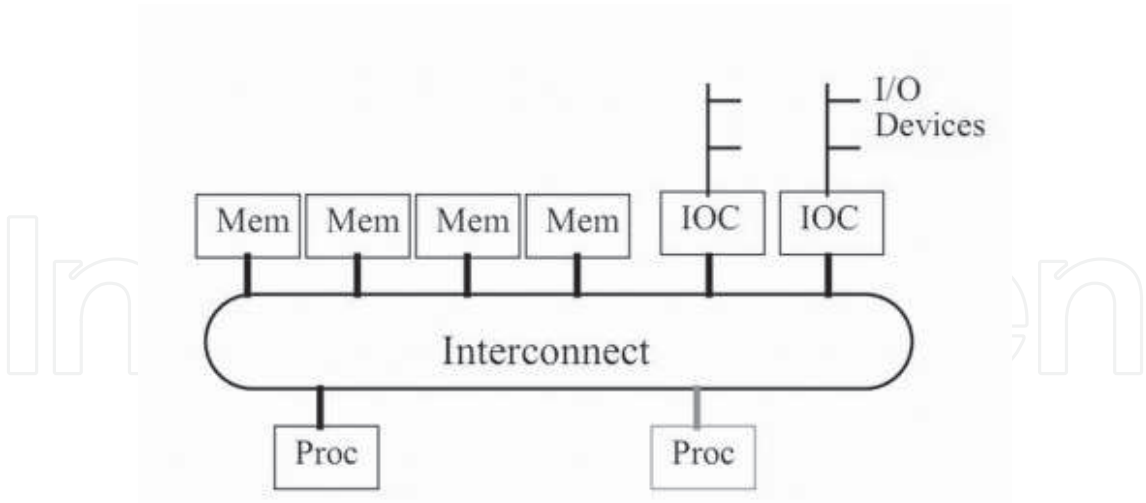 I/O
Devices
Mem Mem Mem Mem IOC IOC
Interconnect
Proc Proc